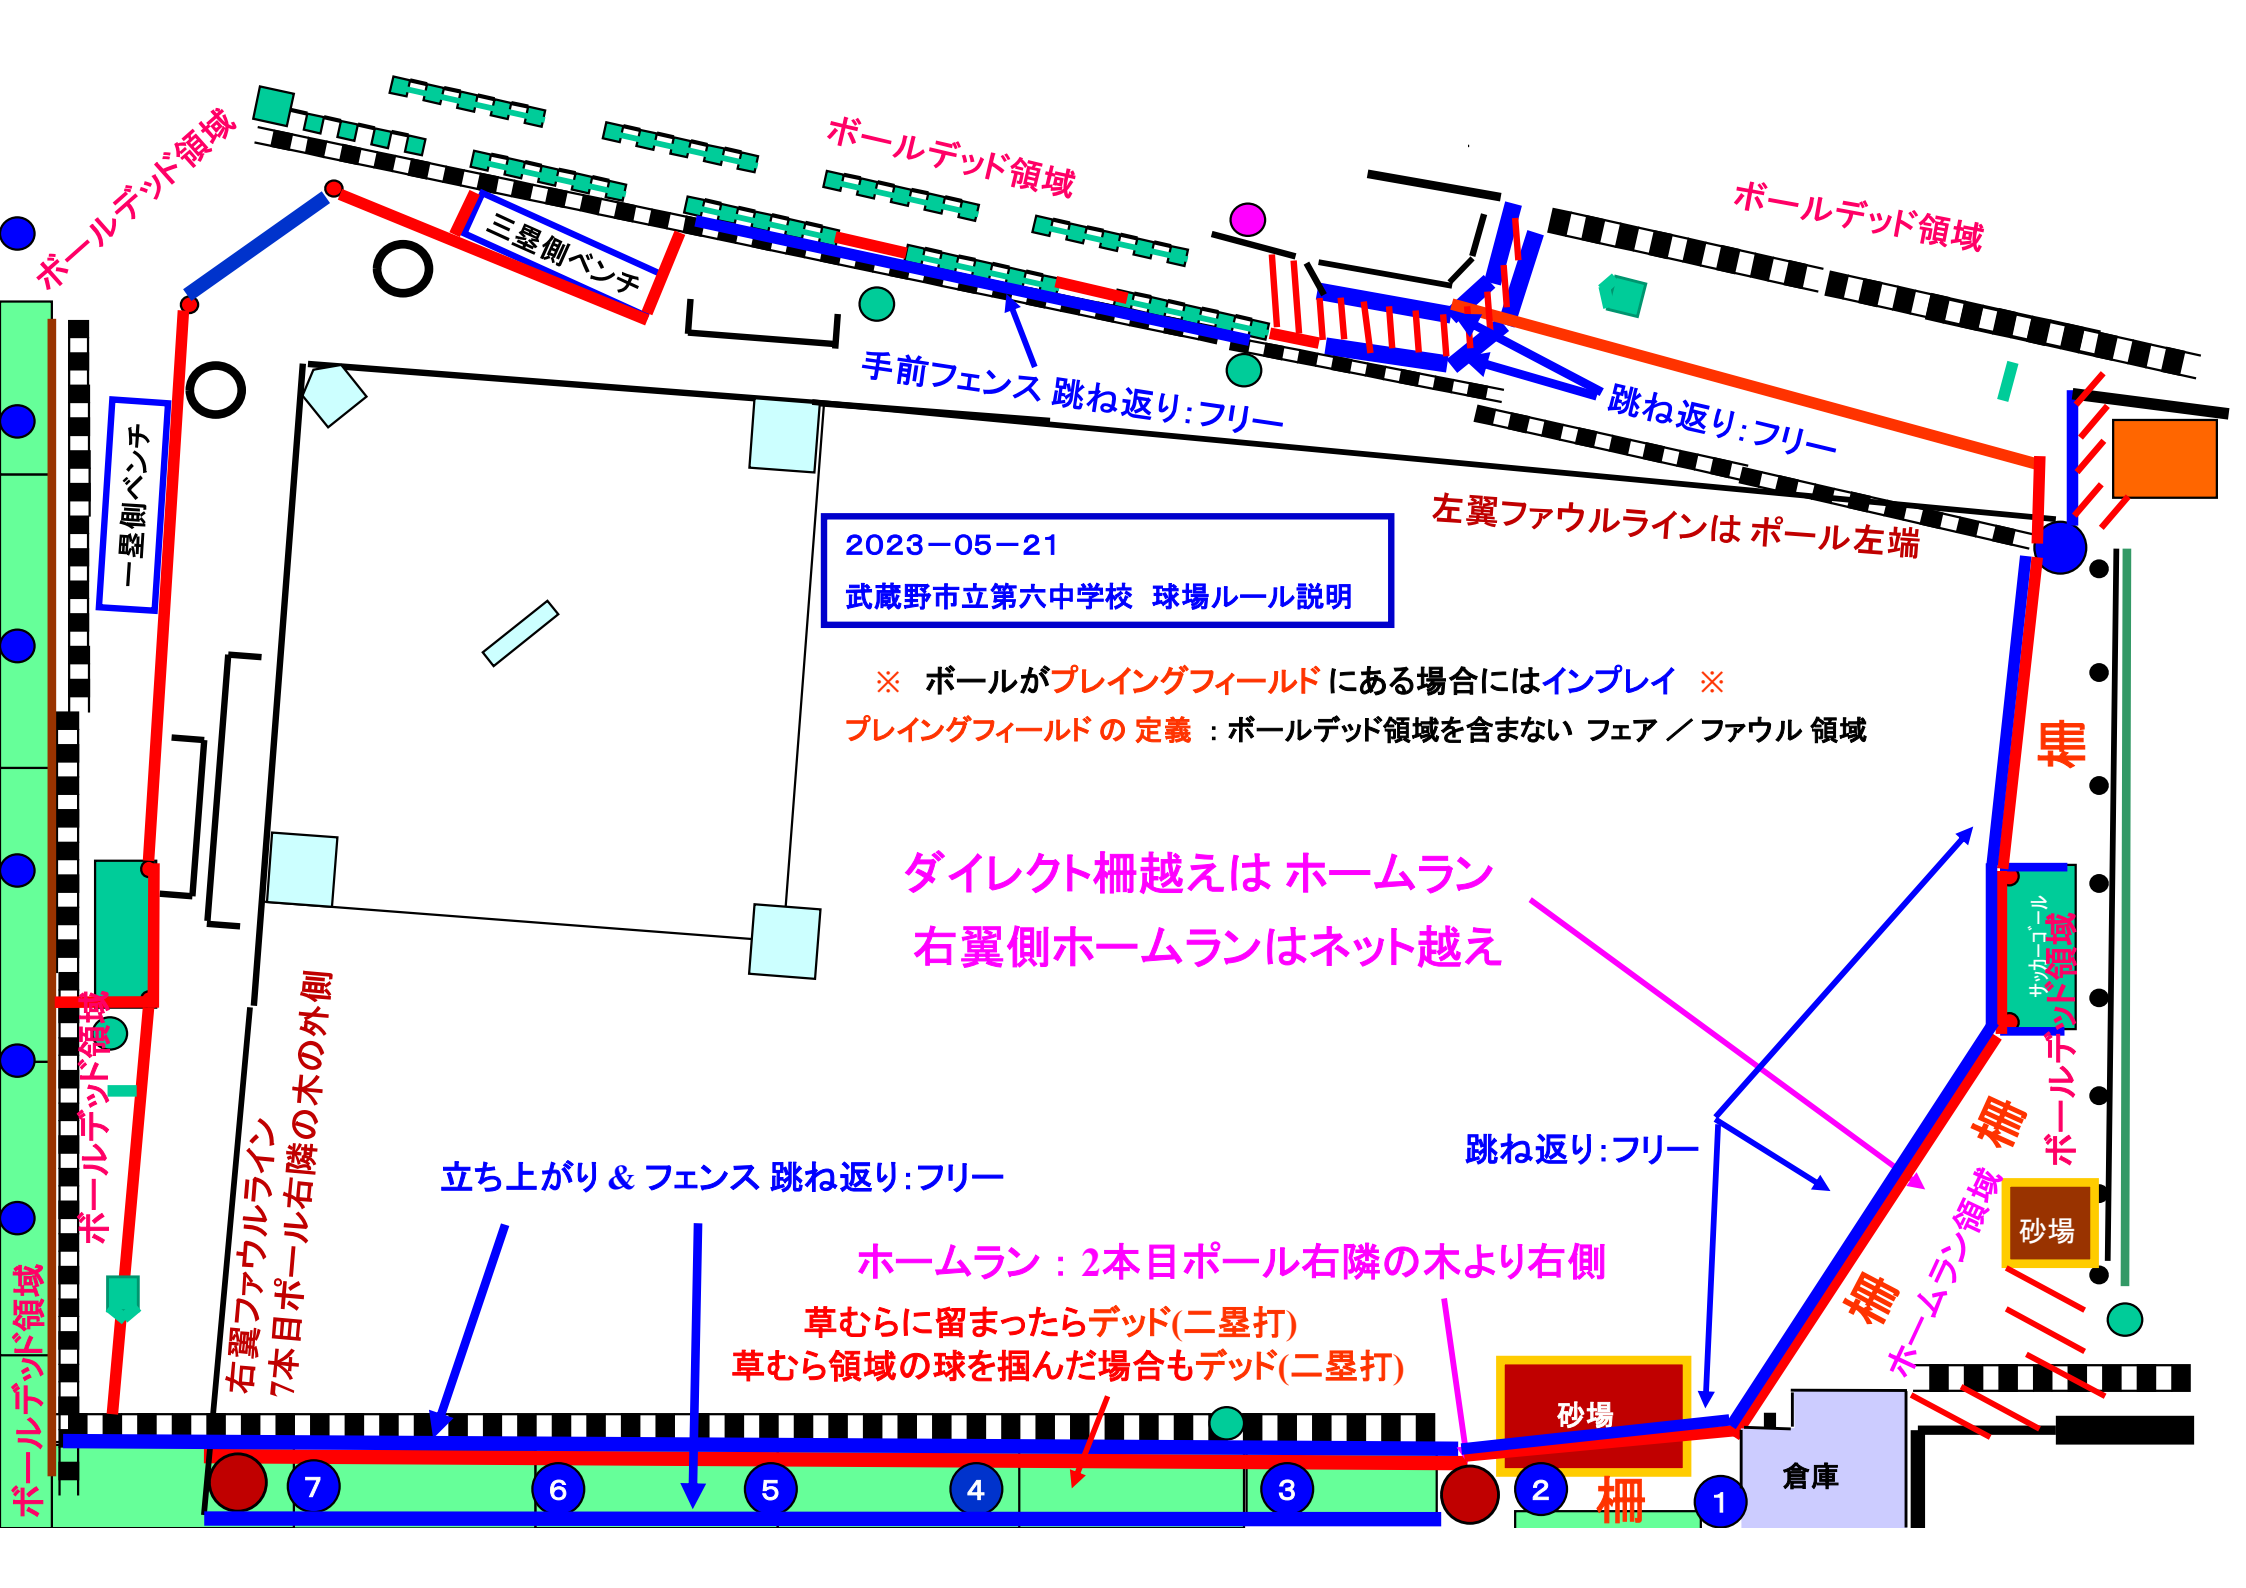 ボールデッド領域
ボールデッド領域
ボールデッド領域
三塁側ベンチ
一塁側ベンチ
手前フェンス 跳ね返り:フリー
跳ね返り:フリー
左翼ファウルラインは ポール左端
2023−05−21
武蔵野市立第六中学校 球場ルール説明
※ ボールがプレイングフィールド にある場合にはインプレイ ※
プレイングフィールド の 定義 : ボールデッド領域を含まない フェア / ファウル 領域
柵
ダイレクト柵越えは ホームラン
右翼側ホームランはネット越え
サッカーゴール
ボールデッド領域
ボールデッド領域
ボールデッド領域
右翼ファウルライン
7本目ポール右隣の木の外側
立ち上がり & フェンス 跳ね返り:フリー
跳ね返り:フリー
柵
柵
ホームラン領域
砂場
ホームラン : 2本目ポール右隣の木より右側
草むらに留まったらデッド(二塁打)
草むら領域の球を掴んだ場合もデッド(二塁打)
砂場
倉庫
7
6
5
4
3
2
柵
1